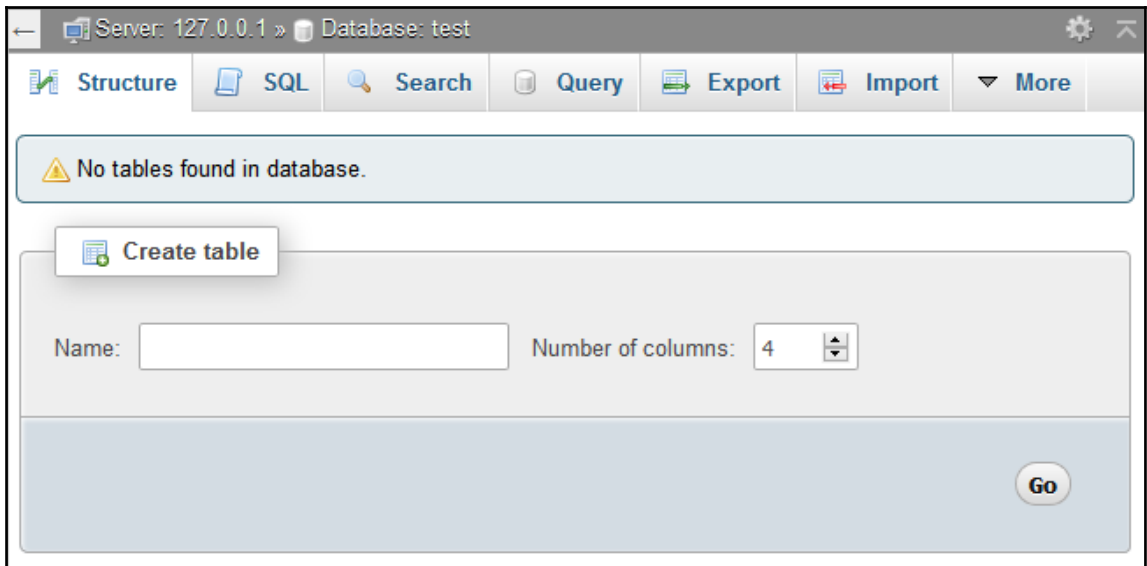 ← Server: 127.0.0.1 » Database: test
Structure SQL Search Query Export Import More
No tables found in database.
Create table
Name: Number of columns: 4
Go